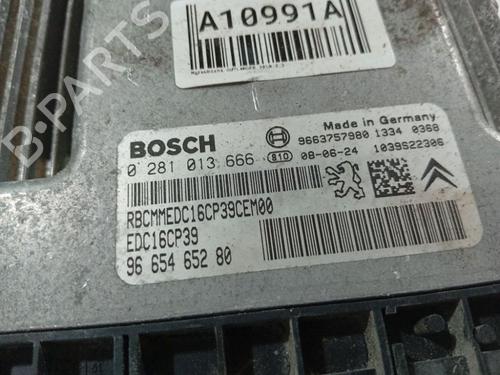 A10991A
B-PARTS
BOSCH
Made in Germany
9663757980 1334 0368
0 281 013 666 810 08-06-24 1039S22306
RBCMMEDC16CP39CEM00
EDC16CP39
96 654 652 80